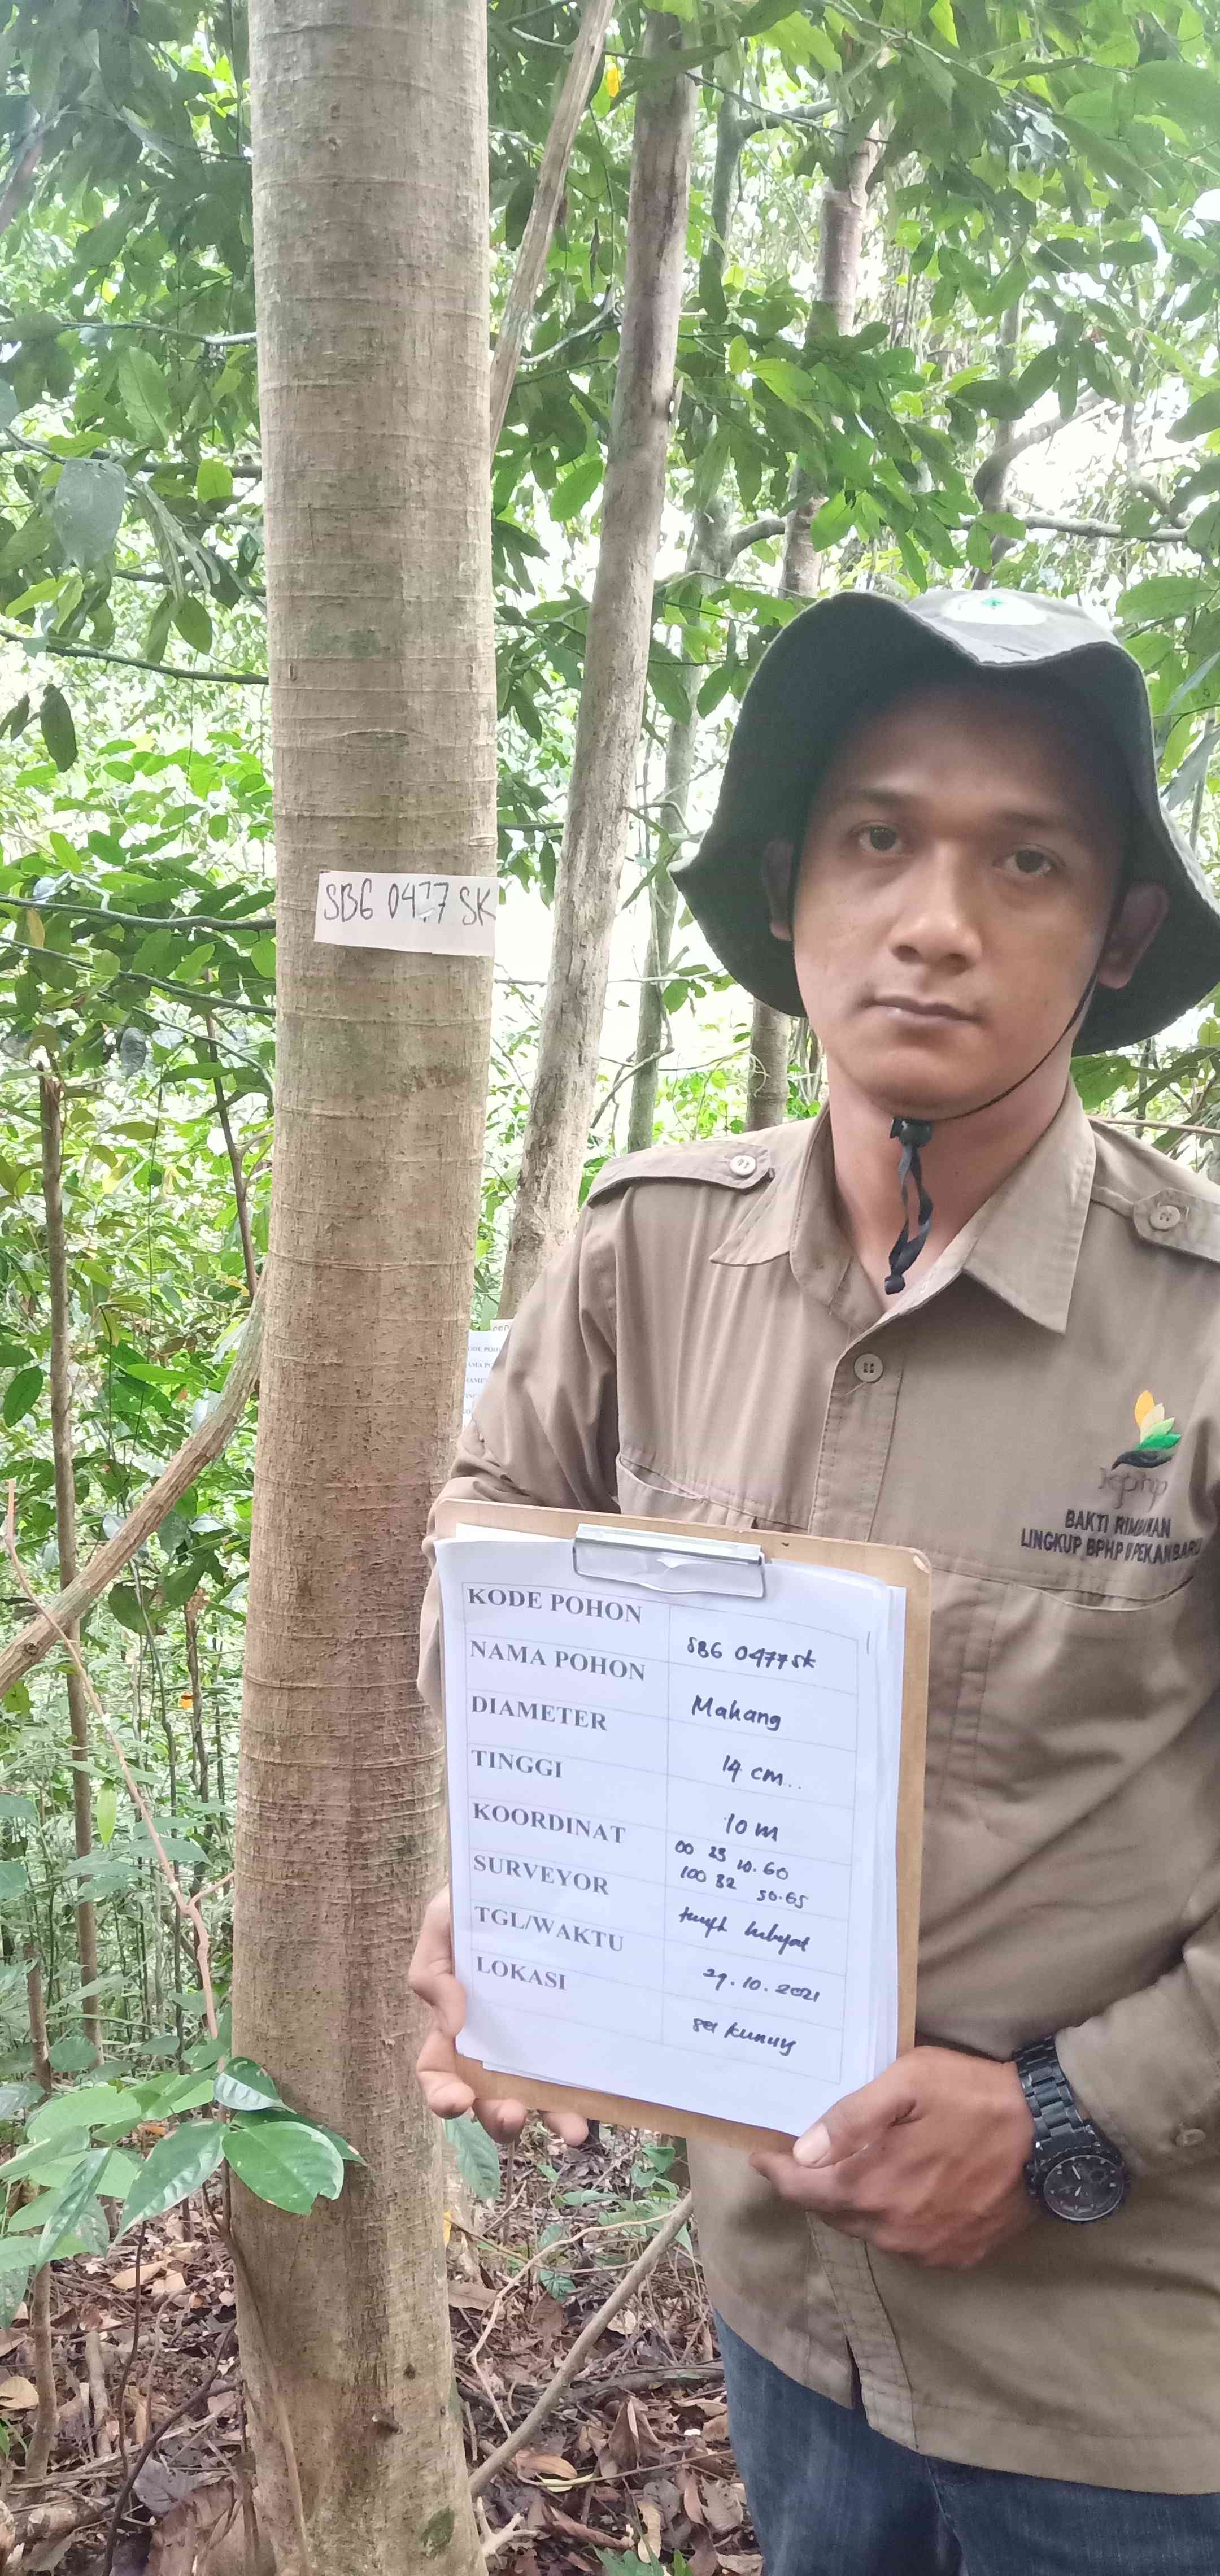 SBG 0477 SK
BAKTI RIMBAWAN
LINGKUP BPHP III PEKANBARU
KODE POHON SBG 0477 SK
NAMA POHON Mahang
DIAMETER 14 cm..
TINGGI 10 m
KOORDINAT 00 23 10.60
100 32 50.65
SURVEYOR
TGL/WAKTU 29.10.2021
LOKASI